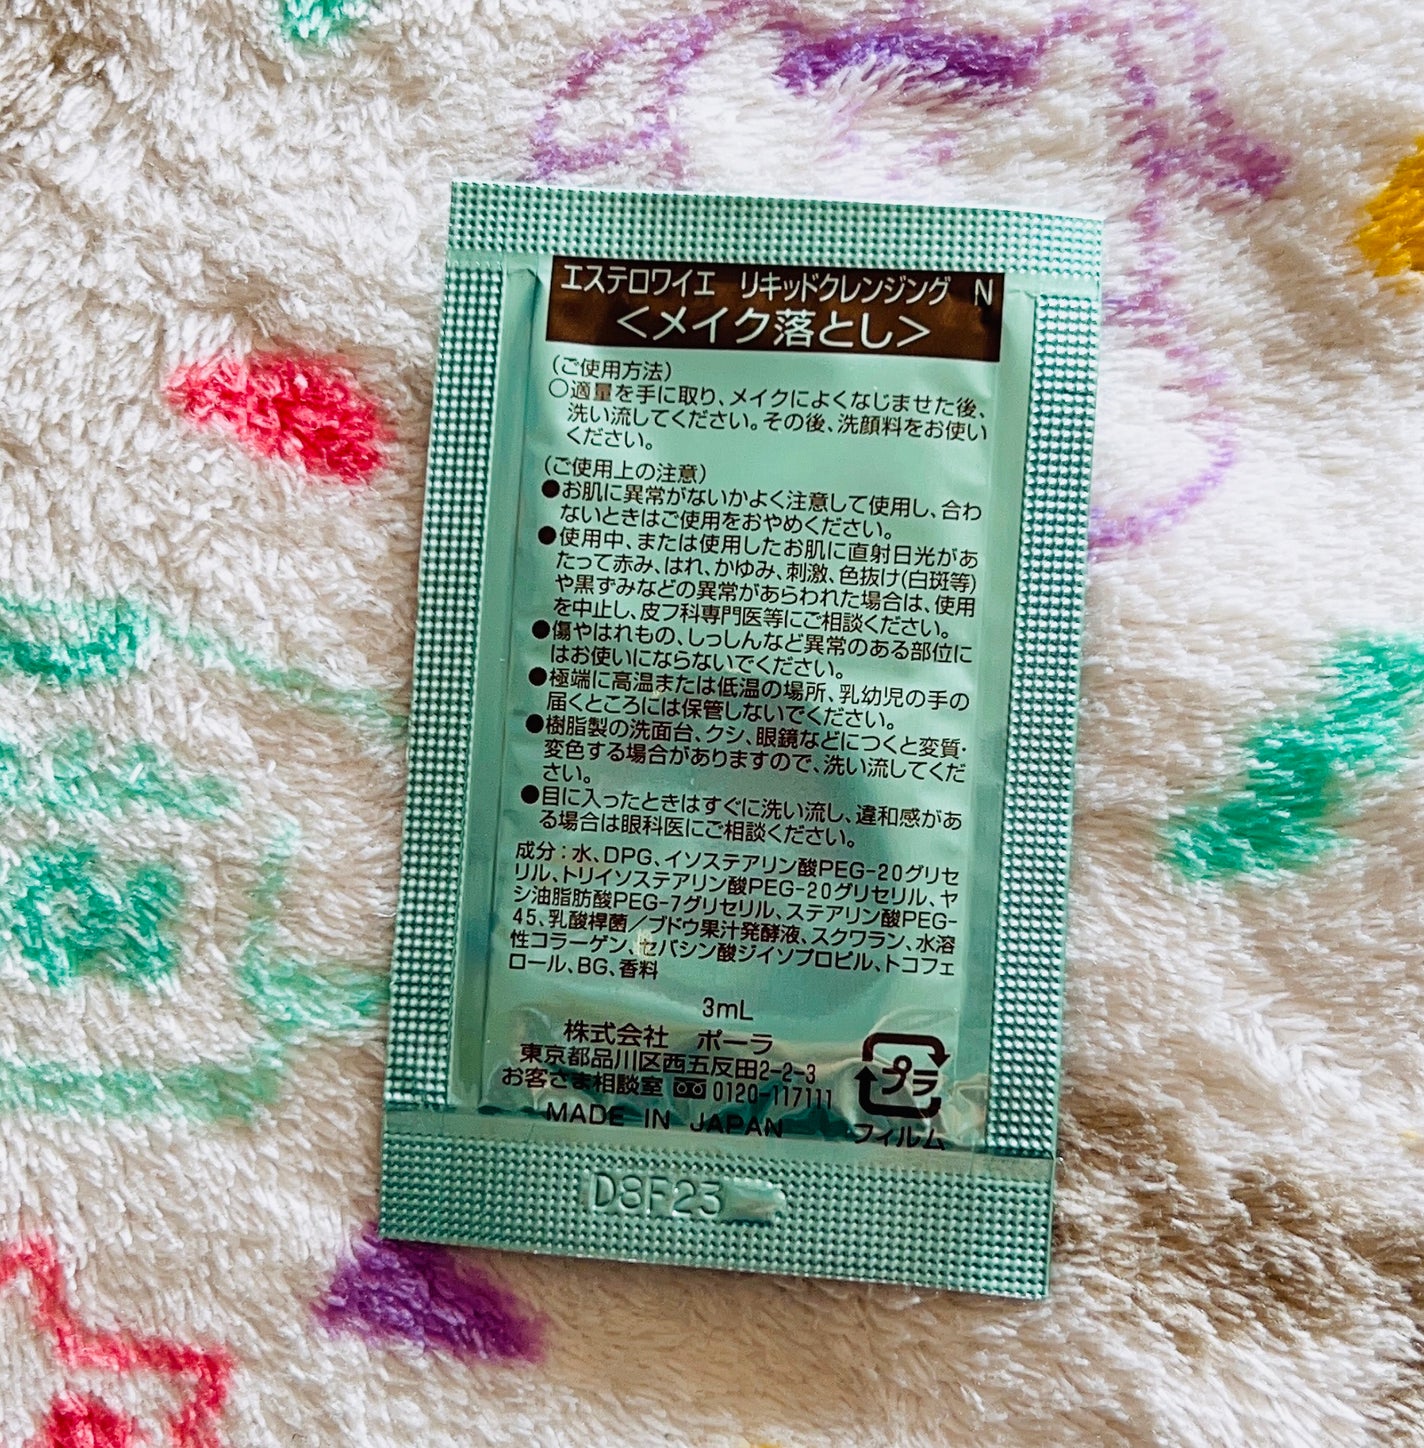 エステロワイエ　リキッドクレンジング　N
＜メイク落とし＞
（ご使用方法）
○適量を手に取り、メイクによくなじませた後、
洗い流してください。その後、洗顔料をお使い
ください。
（ご使用上の注意）
●お肌に異常がないかよく注意して使用し、合わ
ないときはご使用をおやめください。
●使用中、または使用したお肌に直射日光があ
たって赤み、はれ、かゆみ、刺激、色抜け(白斑等)
や黒ずみなどの異常があらわれた場合は、使用
を中止し、皮フ科専門医等にご相談ください。
●傷やはれもの、しっしんなど異常のある部位に
はお使いにならないでください。
●極端に高温または低温の場所、乳幼児の手の
届くところには保管しないでください。
●樹脂製の洗面台、クシ、眼鏡などにつくと変質・
変色する場合がありますので、洗い流してくだ
さい。
●目に入ったときはすぐに洗い流し、違和感があ
る場合は眼科医にご相談ください。
成分：水、DPG、イソステアリン酸PEG-20グリセ
リル、トリイソステアリン酸PEG-20グリセリル、ヤ
シ油脂肪酸PEG-7グリセリル、ステアリン酸PEG-
45、乳酸桿菌／ブドウ果汁発酵液、スクワラン、水溶
性コラーゲン、セバシン酸ジイソプロピル、トコフェ
ロール、BG、香料
3mL
株式会社　ポーラ
東京都品川区西五反田2-2-3
お客さま相談室 0120-117111
MADE IN JAPAN
プラ
フィルム
D8F23